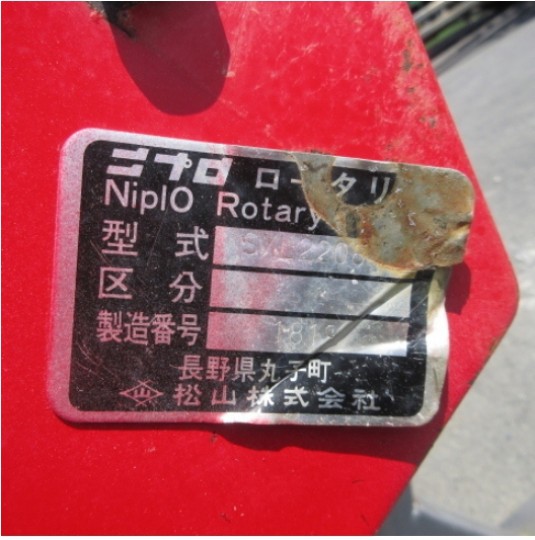 ニプロ ロータリ
NiplO Rotary
型式
区分
製造番号 181
長野県丸子町
松山株式会社